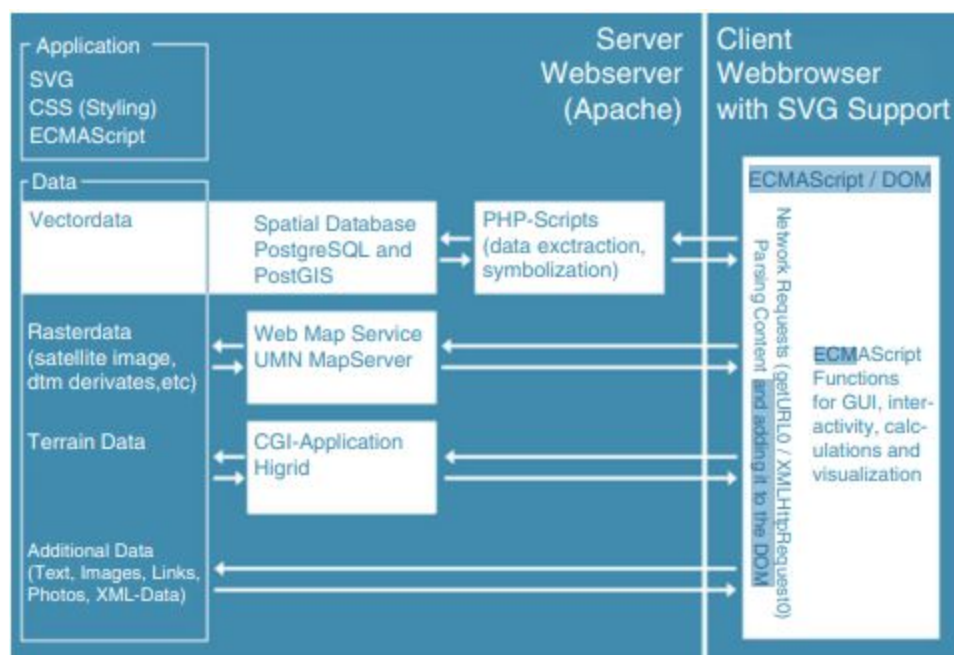 Application
SVG
CSS (Styling)
ECMAScript
Server
Webserver
(Apache)
Client
Webbrowser
with SVG Support
Data
Vectordata
Spatial Database
PostgreSQL and
PostGIS
PHP-Scripts
(data exctraction,
symbolization)
Rasterdata
(satellite image,
dtm derivates,etc)
Web Map Service
UMN MapServer
Terrain Data
CGI-Application
Higrid
Additional Data
(Text, Images, Links,
Photos, XML-Data)
ECMAScript / DOM
Network Requests (getURL0 / XMLHttpRequest0)
Parsing Content and adding it to the DOM
ECMAScript
Functions
for GUI, inter-
activity, calc-
ulations and
visualization